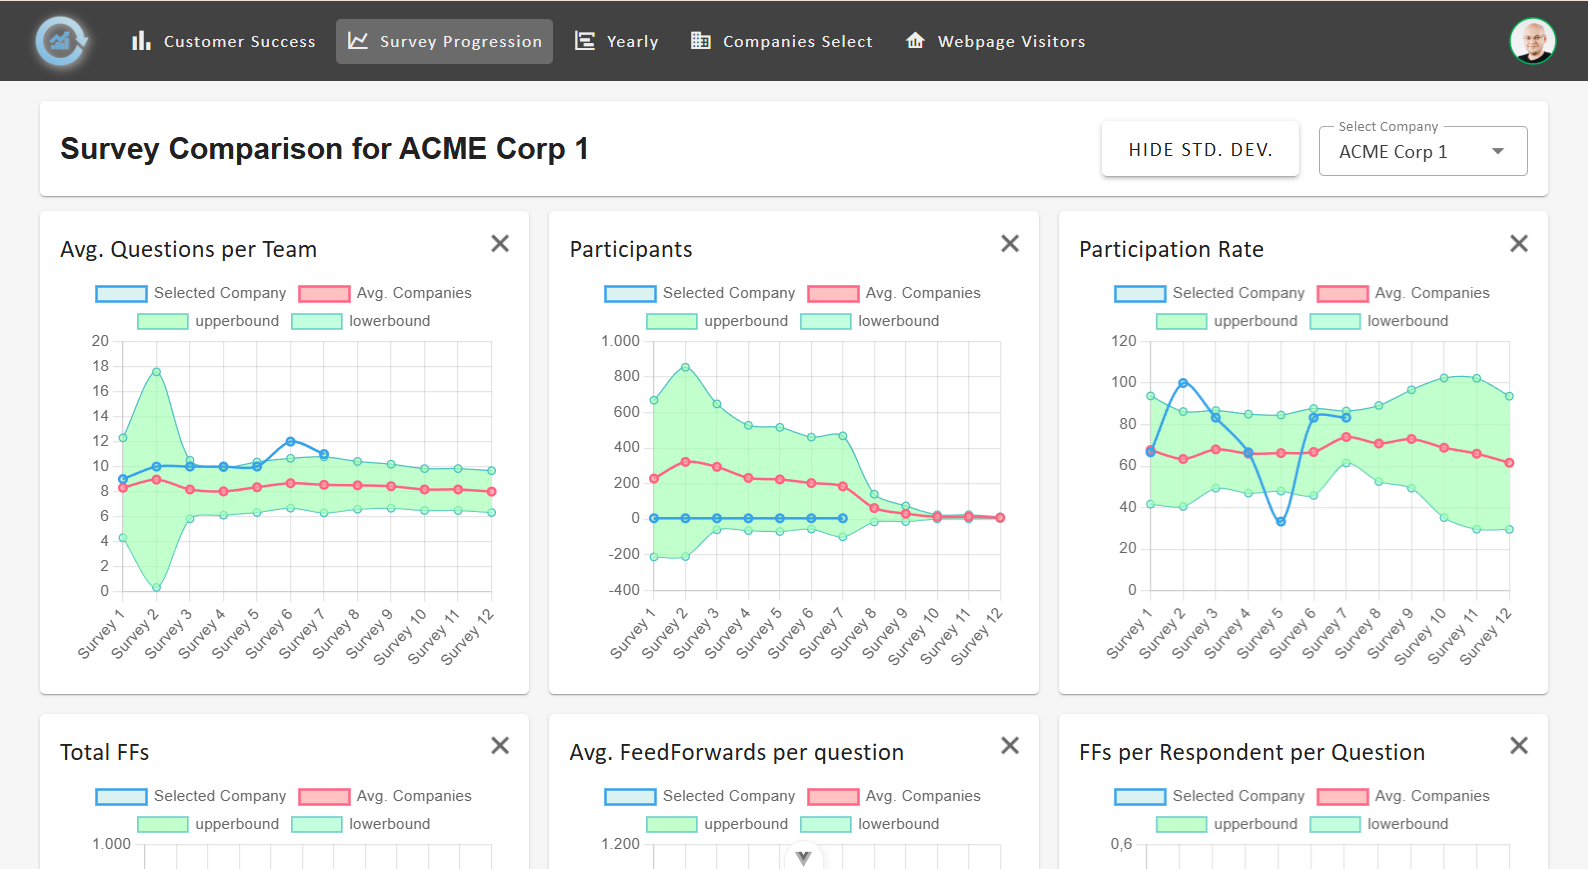 Customer Success
Survey Progression
Yearly
Companies Select
Webpage Visitors
Survey Comparison for ACME Corp 1
HIDE STD. DEV.
Select Company
ACME Corp 1
Avg. Questions per Team
Selected Company
Avg. Companies
upperbound
lowerbound
20
18
16
14
12
10
8
6
4
2
0
Survey 1
Survey 2
Survey 3
Survey 4
Survey 5
Survey 6
Survey 7
Survey 8
Survey 9
Survey 10
Survey 11
Survey 12
Participants
Selected Company
Avg. Companies
upperbound
lowerbound
1.000
800
600
400
200
0
-200
-400
Survey 1
Survey 2
Survey 3
Survey 4
Survey 5
Survey 6
Survey 7
Survey 8
Survey 9
Survey 10
Survey 11
Survey 12
Participation Rate
Selected Company
Avg. Companies
upperbound
lowerbound
120
100
80
60
40
20
0
Survey 1
Survey 2
Survey 3
Survey 4
Survey 5
Survey 6
Survey 7
Survey 8
Survey 9
Survey 10
Survey 11
Survey 12
Total FFs
Selected Company
Avg. Companies
upperbound
lowerbound
1.000
Avg. FeedForwards per question
Selected Company
Avg. Companies
upperbound
lowerbound
1.200
FFs per Respondent per Question
Selected Company
Avg. Companies
upperbound
lowerbound
0,6